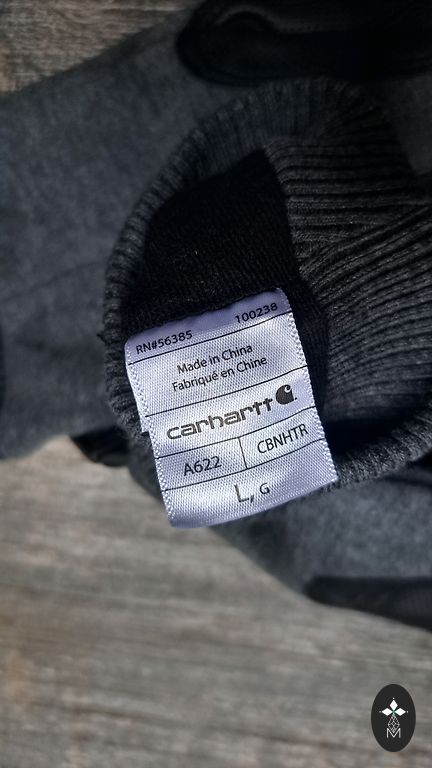 RN#56385 100238
Made in China
Fabriqué en Chine
carhartt
A622 CBNHTR
L, G
M